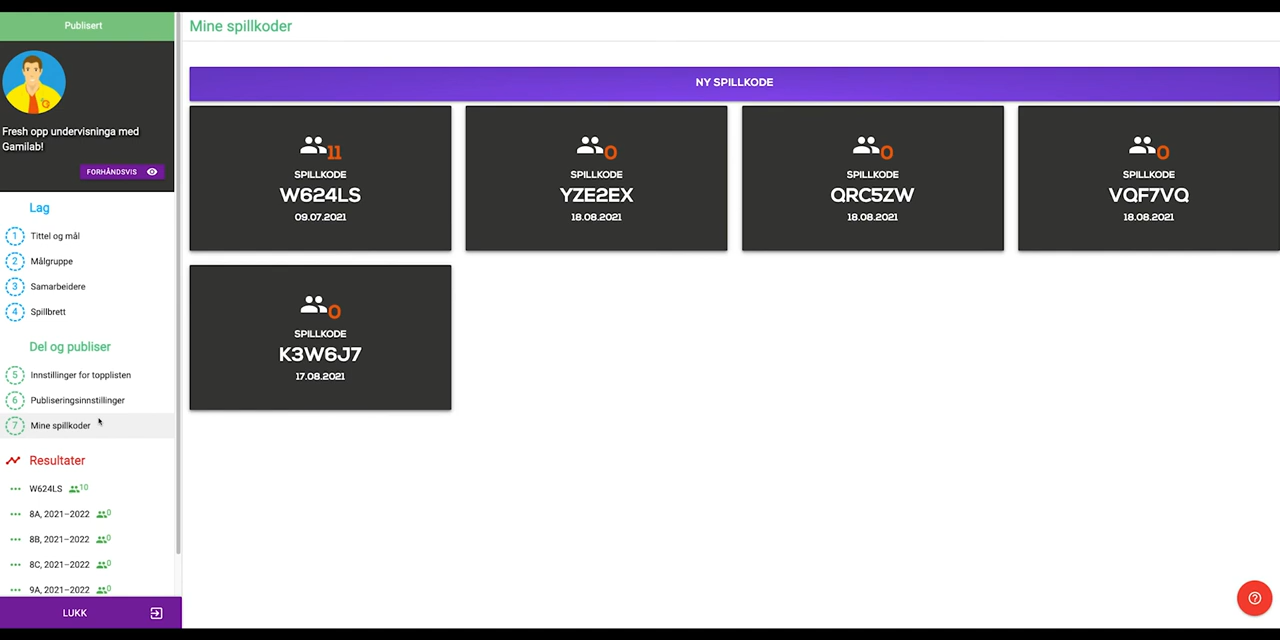 Publisert
Fresh opp undervisninga med
Gamilab!
FORHÅNDSVIS
Lag
1 Tittel og mål
2 Målgruppe
3 Samarbeidere
4 Spillbrett
Del og publiser
5 Innstillinger for topplisten
6 Publiseringsinnstillinger
7 Mine spillkoder
Resultater
W624LS 10
8A, 2021–2022 0
8B, 2021–2022 0
8C, 2021–2022 0
9A, 2021–2022 0
LUKK
Mine spillkoder
NY SPILLKODE
11
SPILLKODE
W624LS
09.07.2021
0
SPILLKODE
YZE2EX
18.08.2021
0
SPILLKODE
QRC5ZW
18.08.2021
0
SPILLKODE
VQF7VQ
18.08.2021
0
SPILLKODE
K3W6J7
17.08.2021